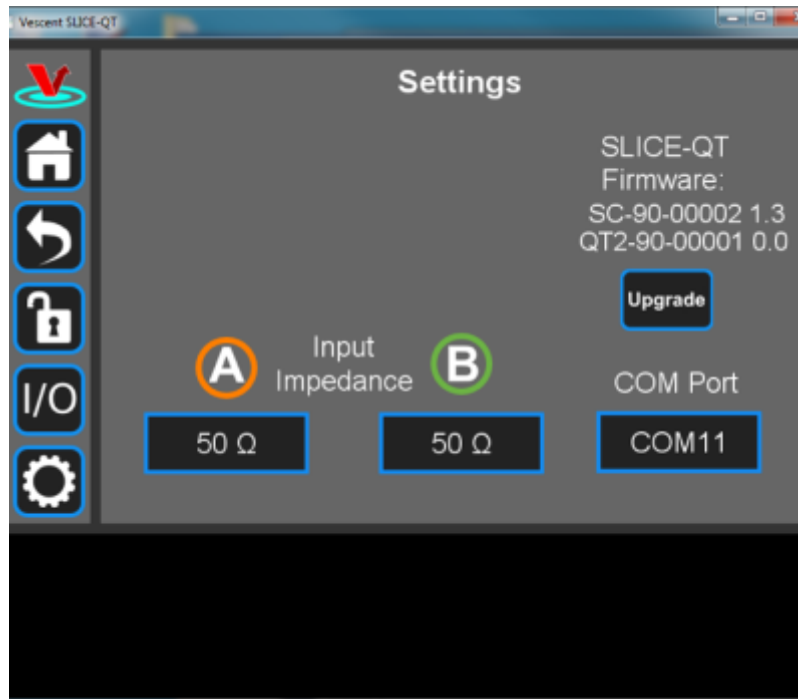 Vescent SLICE-QT
Settings
SLICE-QT
Firmware:
SC-90-00002 1.3
QT2-90-00001 0.0
Upgrade
I/O
A
Input
Impedance
B
COM Port
50 Ω
50 Ω
COM11